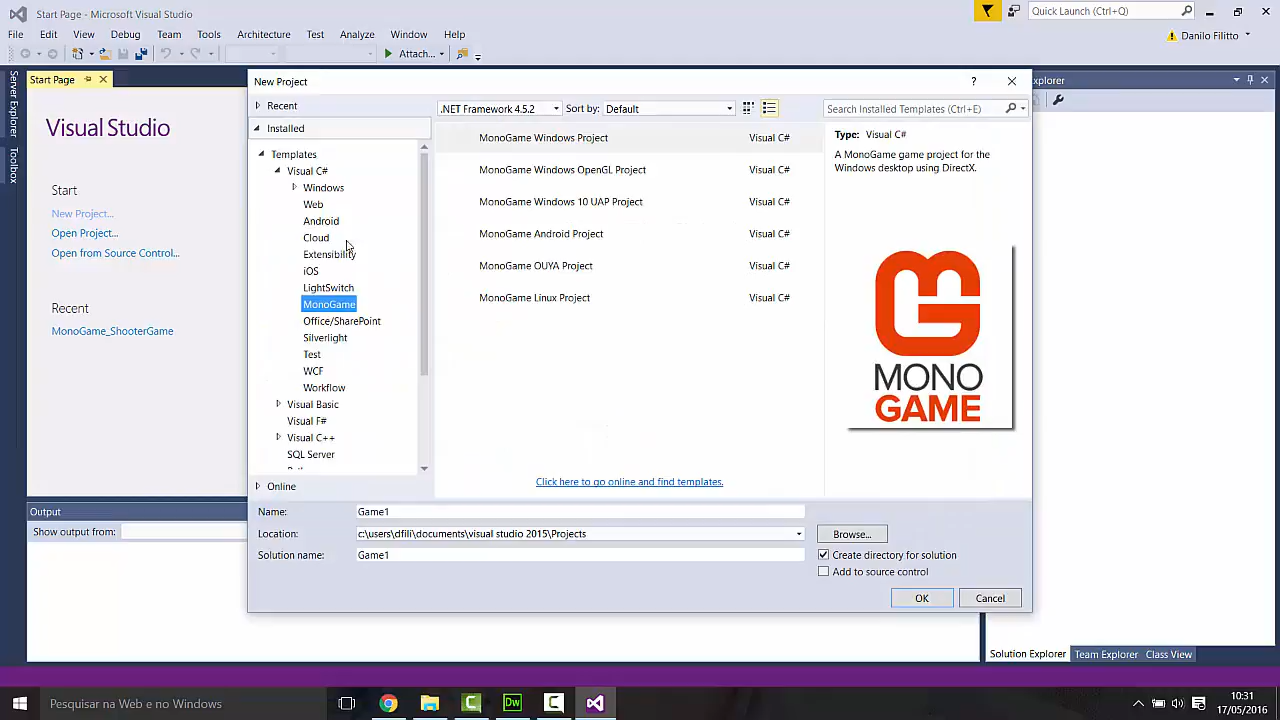 Start Page - Microsoft Visual Studio
Quick Launch (Ctrl+Q)
File Edit View Debug Team Tools Architecture Test Analyze Window Help
Danilo Filitto
Attach...
Server Explorer
Toolbox
Start Page
Visual Studio
Start
New Project...
Open Project...
Open from Source Control...
Recent
MonoGame_ShooterGame
New Project
?
Recent
.NET Framework 4.5.2
Sort by: Default
Search Installed Templates (Ctrl+E)
Installed
Templates
Visual C#
Windows
Web
Android
Cloud
Extensibility
iOS
LightSwitch
MonoGame
Office/SharePoint
Silverlight
Test
WCF
Workflow
Visual Basic
Visual F#
Visual C++
SQL Server
Online
MonoGame Windows Project Visual C#
MonoGame Windows OpenGL Project Visual C#
MonoGame Windows 10 UAP Project Visual C#
MonoGame Android Project Visual C#
MonoGame OUYA Project Visual C#
MonoGame Linux Project Visual C#
Click here to go online and find templates.
Type: Visual C#
A MonoGame game project for the
Windows desktop using DirectX.
MONO
GAME
Name: Game1
Location: c:\users\dfili\documents\visual studio 2015\Projects
Browse...
Solution name: Game1
Create directory for solution
Add to source control
OK Cancel
Explorer
Output
Show output from:
Solution Explorer Team Explorer Class View
Pesquisar na Web e no Windows
Dw
10:31
17/05/2016